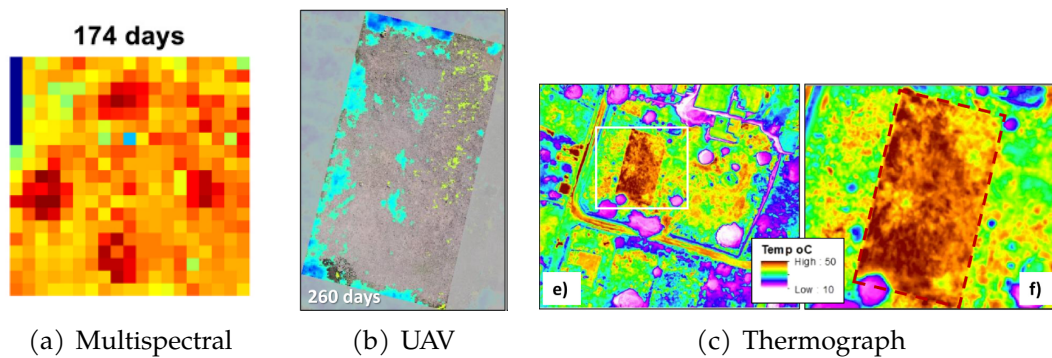 174 days
260 days
e)
Temp oC
High : 50
Low : 10
f)
(a) Multispectral
(b) UAV
(c) Thermograph